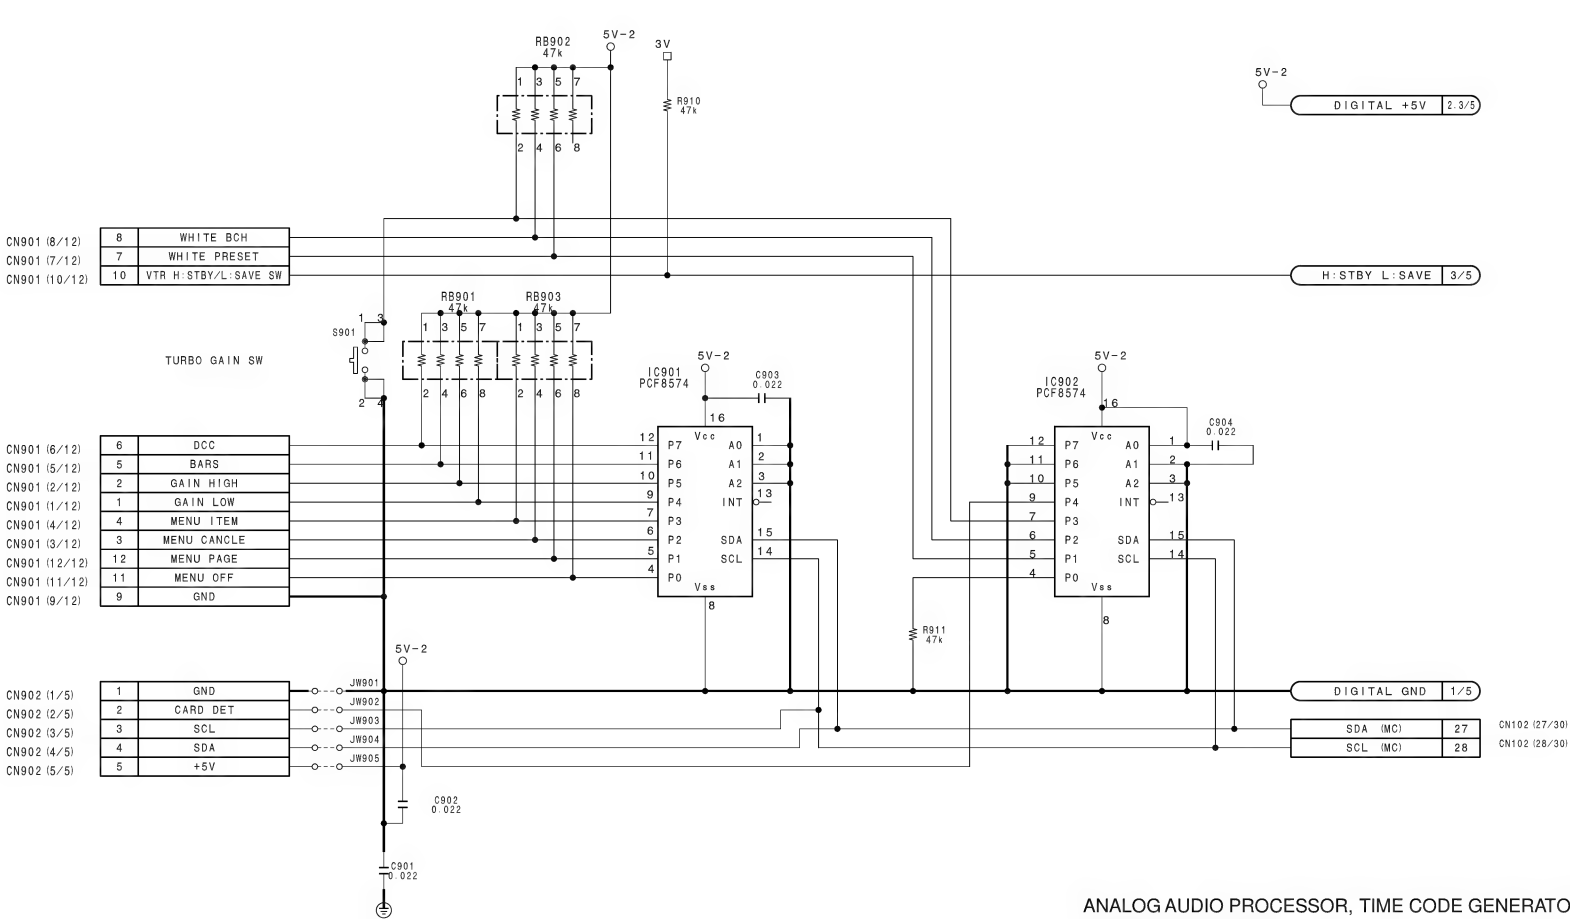 RB902
47k
5V-2
3V
1 3 5 7
R910
47k
2 4 6 8
5V-2
DIGITAL +5V 2.3/5
CN901 (8/12) 8 WHITE BCH
CN901 (7/12) 7 WHITE PRESET
CN901 (10/12) 10 VTR H:STBY/L:SAVE SW
H:STBY L:SAVE 3/5
RB901
47k
RB903
47k
1 3 5 7 1 3 5 7
2 4 6 8 2 4 6 8
1 3
S901
2 4
TURBO GAIN SW
IC901
PCF8574
5V-2
C903
0.022
16
Vcc
12 P7 A0 1
11 P6 A1 2
10 P5 A2 3
9 P4 INT 13
7 P3
6 P2 SDA 15
5 P1 SCL 14
4 P0
Vss
8
IC902
PCF8574
5V-2
16
C904
0.022
Vcc
12 P7 A0 1
11 P6 A1 2
10 P5 A2 3
9 P4 INT 13
7 P3
6 P2 SDA 15
5 P1 SCL 14
4 P0
Vss
8
R911
47k
CN901 (6/12) 6 DCC
CN901 (5/12) 5 BARS
CN901 (2/12) 2 GAIN HIGH
CN901 (1/12) 1 GAIN LOW
CN901 (4/12) 4 MENU ITEM
CN901 (3/12) 3 MENU CANCLE
CN901 (12/12) 12 MENU PAGE
CN901 (11/12) 11 MENU OFF
CN901 (9/12) 9 GND
5V-2
CN902 (1/5) 1 GND JW901
CN902 (2/5) 2 CARD DET JW902
CN902 (3/5) 3 SCL JW903
CN902 (4/5) 4 SDA JW904
CN902 (5/5) 5 +5V JW905
DIGITAL GND 1/5
SDA (MC) 27 CN102 (27/30)
SCL (MC) 28 CN102 (28/30)
C902
0.022
C901
0.022
ANALOG AUDIO PROCESSOR, TIME CODE GENERATO